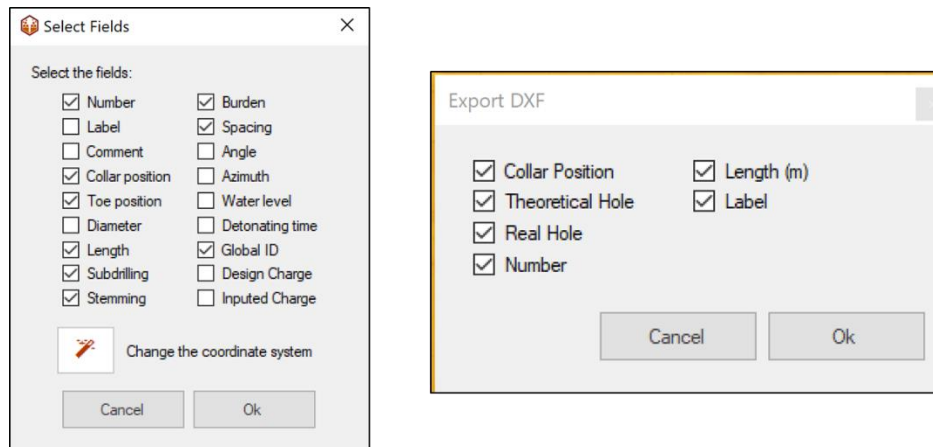 Select Fields
Select the fields:
Number Burden
Label Spacing
Comment Angle
Collar position Azimuth
Toe position Water level
Diameter Detonating time
Length Global ID
Subdrilling Design Charge
Stemming Inputed Charge
Change the coordinate system
Cancel Ok
Export DXF
Collar Position Length (m)
Theoretical Hole Label
Real Hole
Number
Cancel Ok